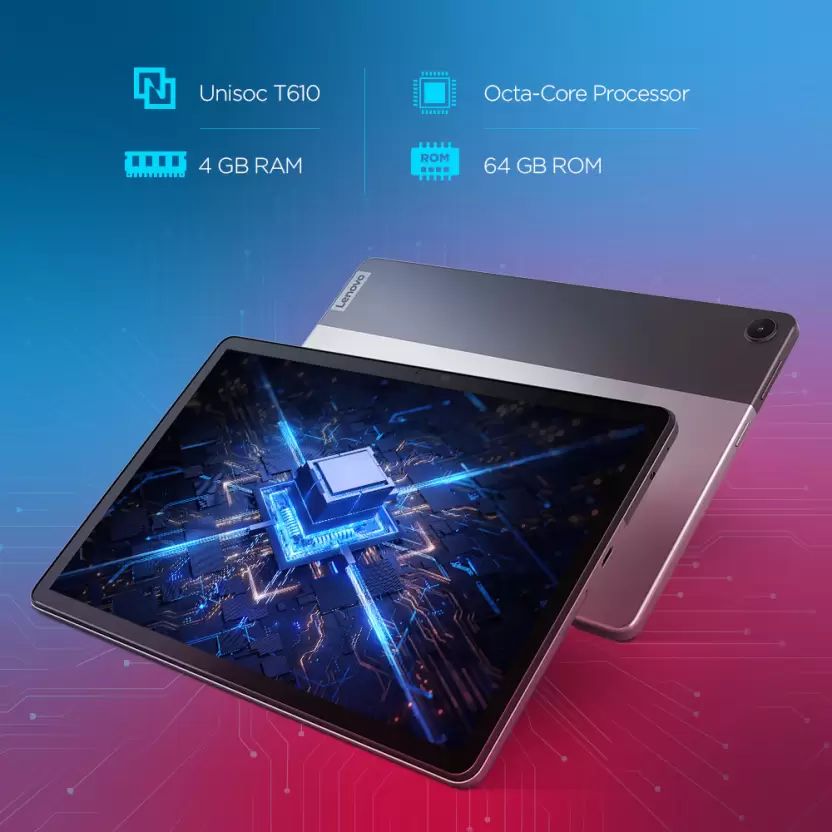 Unisoc T610
Octa-Core Processor
4 GB RAM
ROM
64 GB ROM
Lenovo